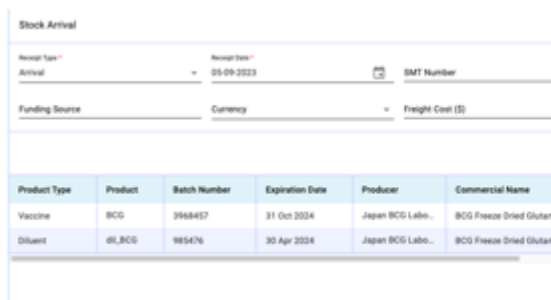 Stock Arrival
Receipt Type * Receipt Date *
Arrival 05-09-2023 SMT Number
Funding Source Currency Freight Cost ($)
Product Type Product Batch Number Expiration Date Producer Commercial Name
Vaccine BCG 3968457 31 Oct 2024 Japan BCG Labo... BCG Freeze Dried Glutan
Diluent dil_BCG 985476 30 Apr 2024 Japan BCG Labo... BCG Freeze Dried Glutan